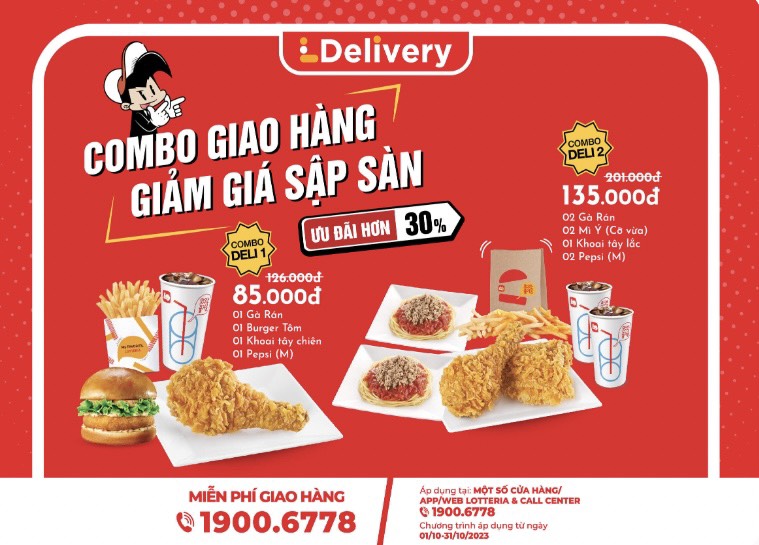 Delivery
COMBO GIAO HÀNG
GIẢM GIÁ SẬP SÀN
ƯU ĐÃI HƠN 30%
COMBO
DELI 1
126.000đ
85.000đ
01 Gà Rán
01 Burger Tôm
01 Khoai tây chiên
01 Pepsi (M)
COMBO
DELI 2
201.000đ
135.000đ
02 Gà Rán
02 Mì Ý (Cỡ vừa)
01 Khoai tây lắc
02 Pepsi (M)
MIỄN PHÍ GIAO HÀNG
1900.6778
Áp dụng tại: MỘT SỐ CỬA HÀNG/
APP/WEB LOTTERIA & CALL CENTER
1900.6778
Chương trình áp dụng từ ngày
01/10-31/10/2023